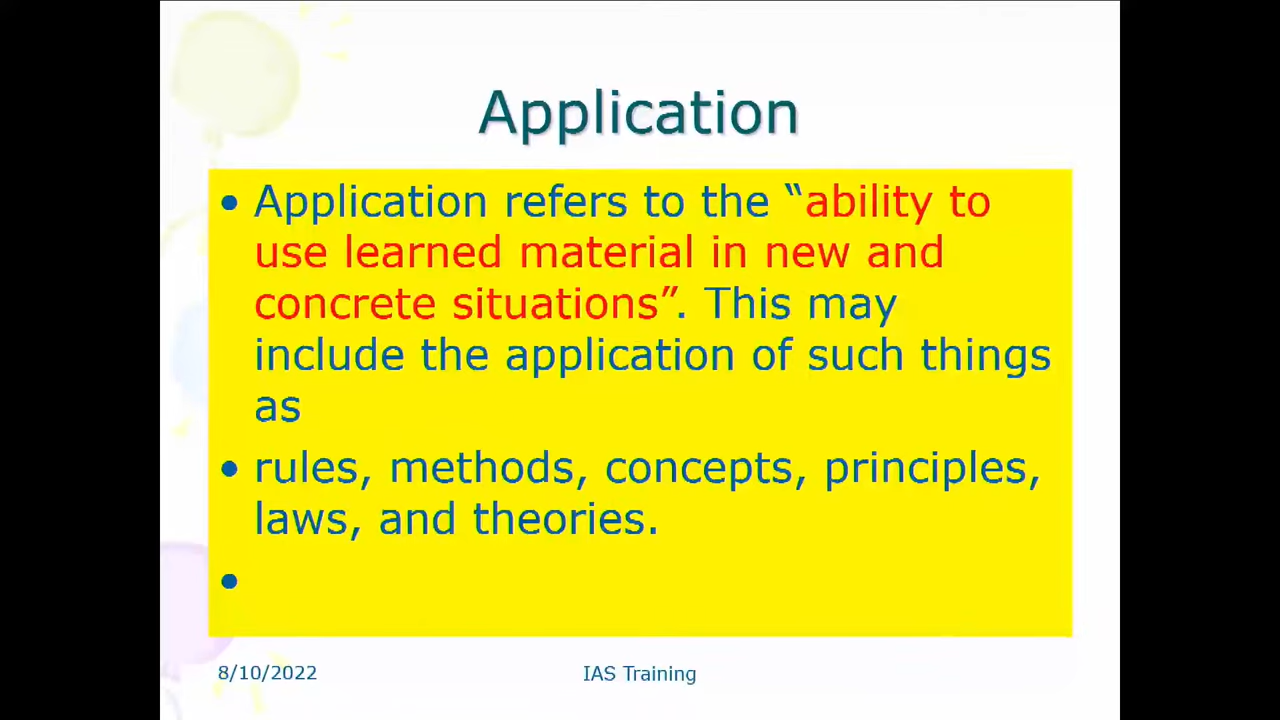 Application
• Application refers to the “ability to
use learned material in new and
concrete situations”. This may
include the application of such things
as
• rules, methods, concepts, principles,
laws, and theories.
•
8/10/2022
IAS Training